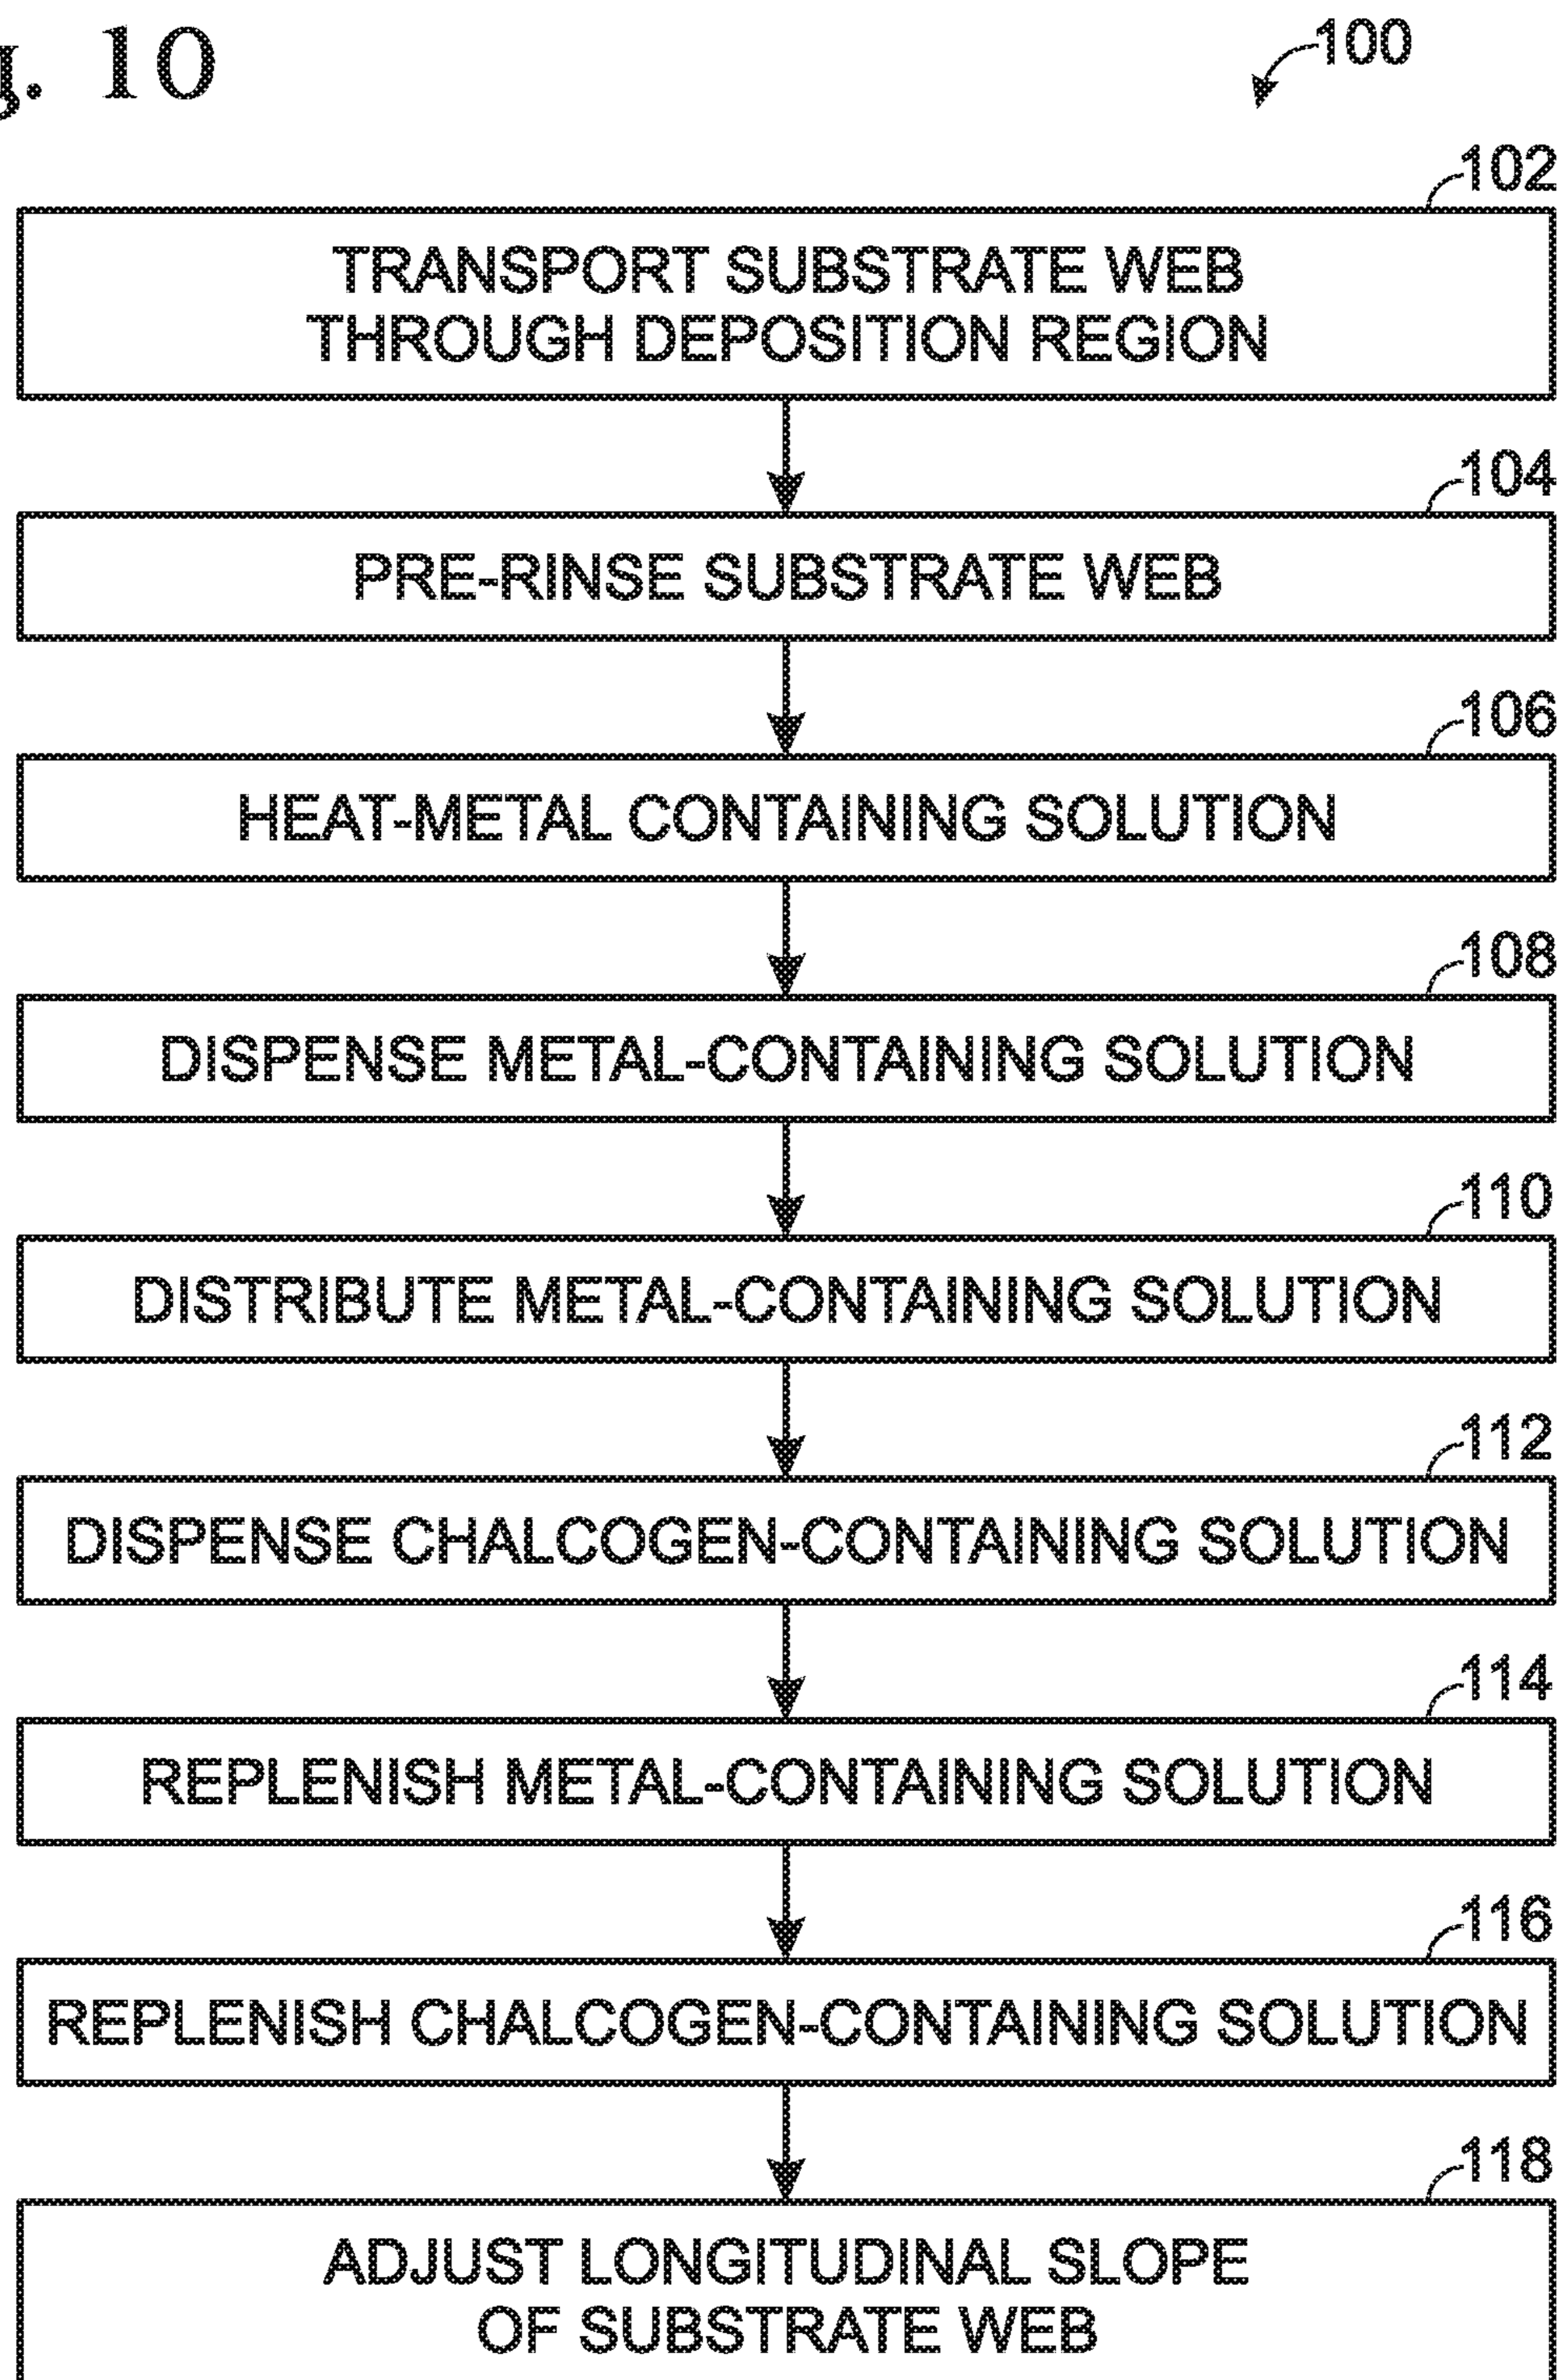 g. 10
100
102
TRANSPORT SUBSTRATE WEB
THROUGH DEPOSITION REGION
104
PRE-RINSE SUBSTRATE WEB
106
HEAT-METAL CONTAINING SOLUTION
108
DISPENSE METAL-CONTAINING SOLUTION
110
DISTRIBUTE METAL-CONTAINING SOLUTION
112
DISPENSE CHALCOGEN-CONTAINING SOLUTION
114
REPLENISH METAL-CONTAINING SOLUTION
116
REPLENISH CHALCOGEN-CONTAINING SOLUTION
118
ADJUST LONGITUDINAL SLOPE
OF SUBSTRATE WEB